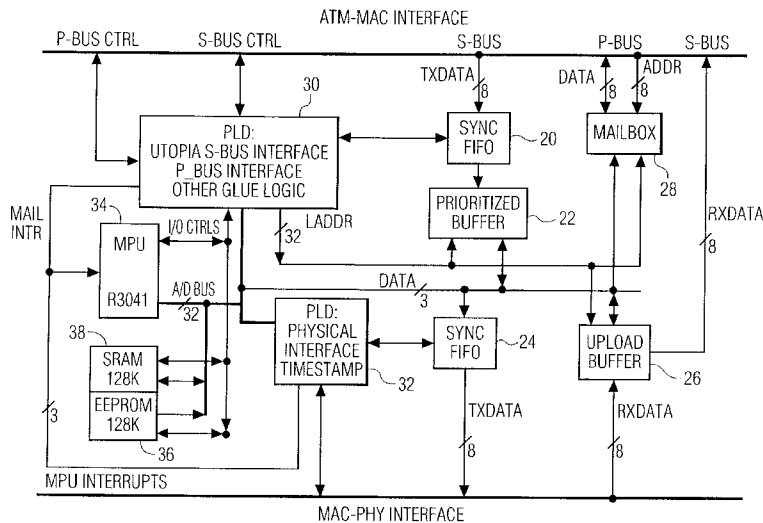 ATM-MAC INTERFACE
P-BUS CTRL
S-BUS CTRL
S-BUS
P-BUS
S-BUS
TXDATA
8
DATA
8
ADDR
8
30
PLD:
UTOPIA S-BUS INTERFACE
P_BUS INTERFACE
OTHER GLUE LOGIC
SYNC
FIFO
20
MAILBOX
28
MAIL
INTR
34
I/O CTRLS
32
LADDR
PRIORITIZED
BUFFER
22
RXDATA
8
MPU
R3041
A/D BUS
32
DATA
3
38
SRAM
128K
EEPROM
128K
36
PLD:
PHYSICAL
INTERFACE
TIMESTAMP
32
SYNC
FIFO
24
UPLOAD
BUFFER
26
3
TXDATA
8
RXDATA
8
MPU INTERRUPTS
MAC-PHY INTERFACE